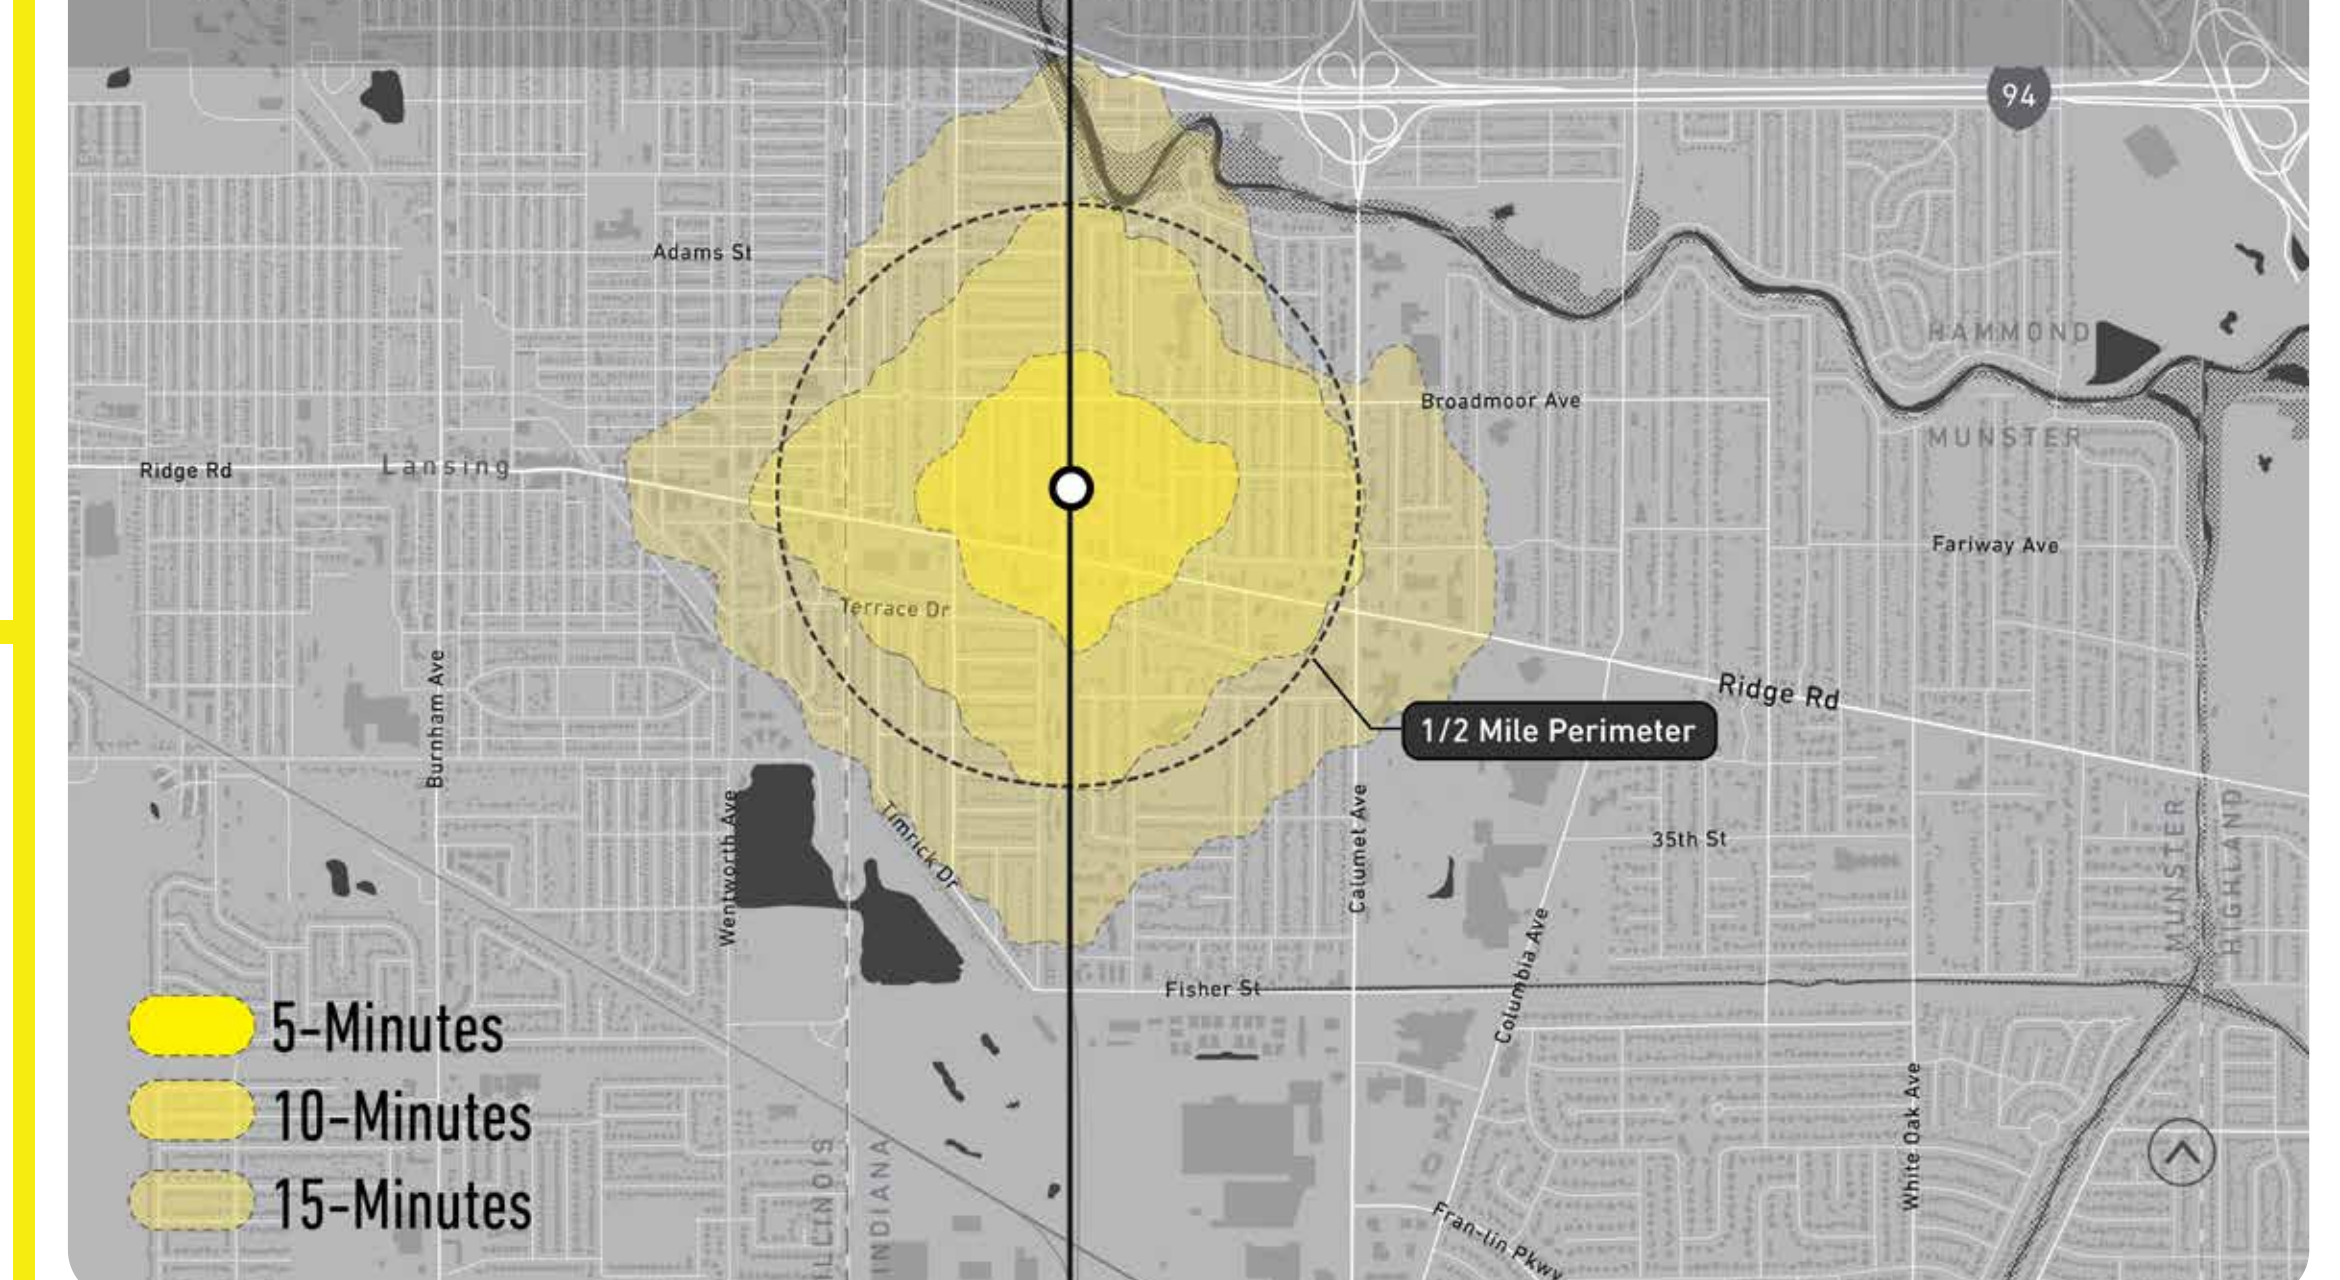 94
Adams St
HAMMOND
Broadmoor Ave
MUNSTER
Ridge Rd
Lansing
Fariway Ave
Terrace Dr
Burnham Ave
Ridge Rd
1/2 Mile Perimeter
Wentworth Ave
Timrick Dr
Calumet Ave
35th St
MUNSTER
HIGHLAND
Columbia Ave
Fisher St
5-Minutes
10-Minutes
15-Minutes
White Oak Ave
ILLINOIS
INDIANA
Fran-lin Pkwy